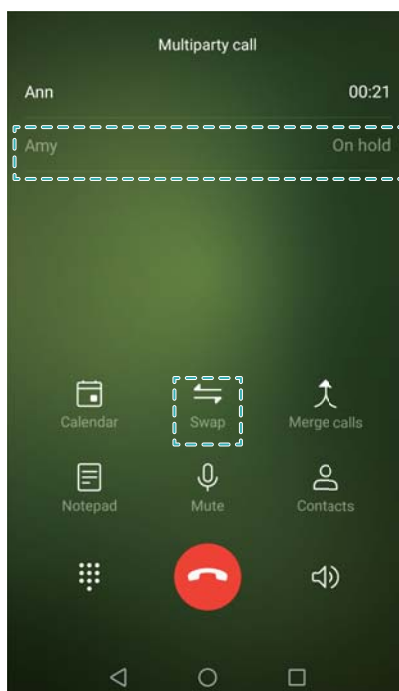 Multiparty call
Ann 00:21
Amy On hold
Calendar Swap Merge calls
Notepad Mute Contacts